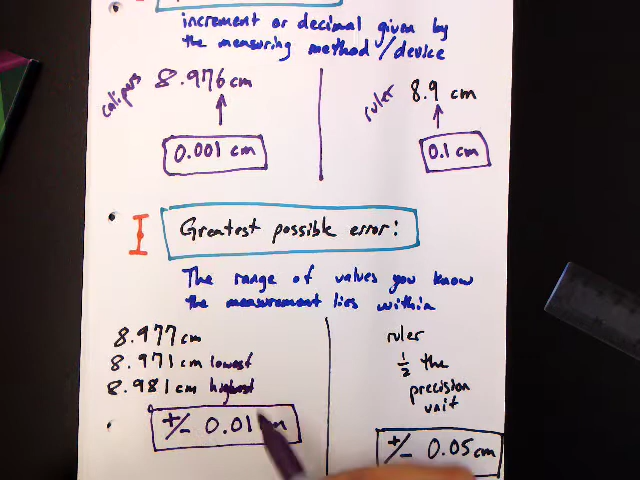 increment or decimal given by
the measuring method/device
calipers 8.976 cm
0.001 cm
ruler 8.9 cm
0.1 cm
I Greatest possible error:
The range of values you know
the measurement lies within
8.977 cm
8.971 cm lowest
8.981 cm highest
+/- 0.01
ruler
1/2 the
precision
unit
+/- 0.05 cm